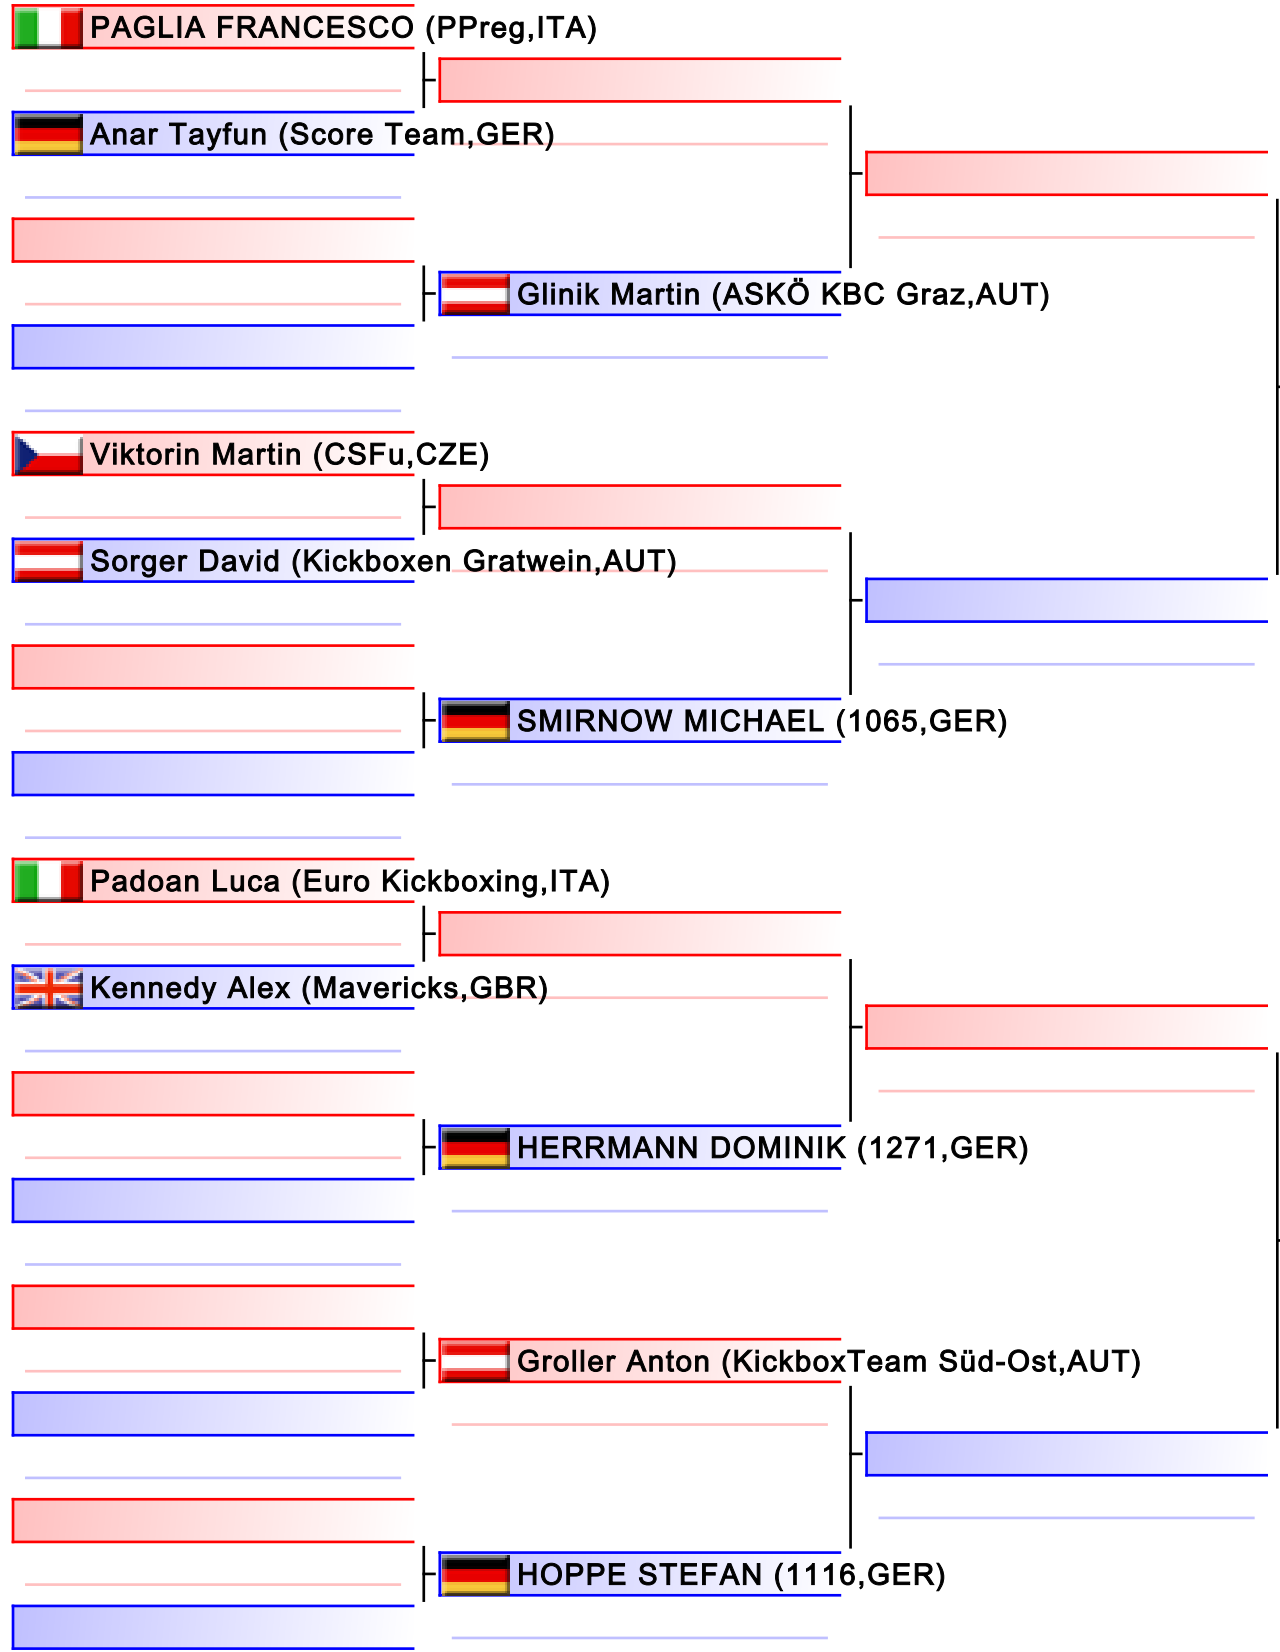 PAGLIA FRANCESCO (PPreg,ITA)
Anar Tayfun (Score Team,GER)
Glinik Martin (ASKÖ KBC Graz,AUT)
Viktorin Martin (CSFu,CZE)
Sorger David (Kickboxen Gratwein,AUT)
SMIRNOW MICHAEL (1065,GER)
Padoan Luca (Euro Kickboxing,ITA)
Kennedy Alex (Mavericks,GBR)
HERRMANN DOMINIK (1271,GER)
Groller Anton (KickboxTeam Süd-Ost,AUT)
HOPPE STEFAN (1116,GER)